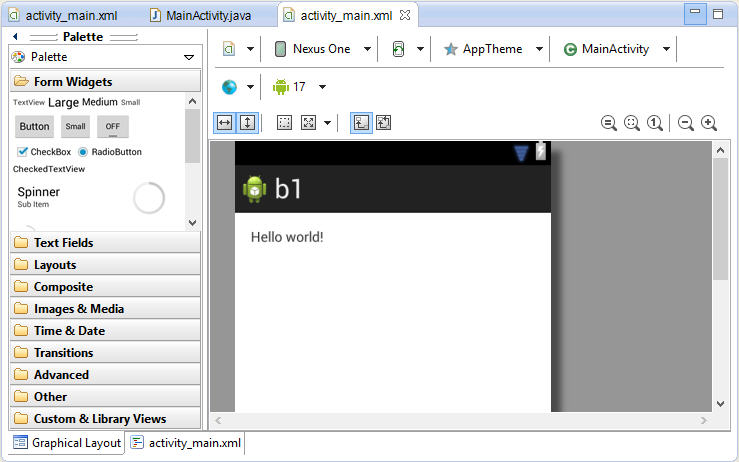 activity_main.xml MainActivity.java activity_main.xml
Palette
Palette
Form Widgets
TextView Large Medium Small
Button Small OFF
CheckBox RadioButton
CheckedTextView
Spinner
Sub Item
Text Fields
Layouts
Composite
Images & Media
Time & Date
Transitions
Advanced
Other
Custom & Library Views
Nexus One AppTheme MainActivity
17
1
b1
Hello world!
Graphical Layout activity_main.xml